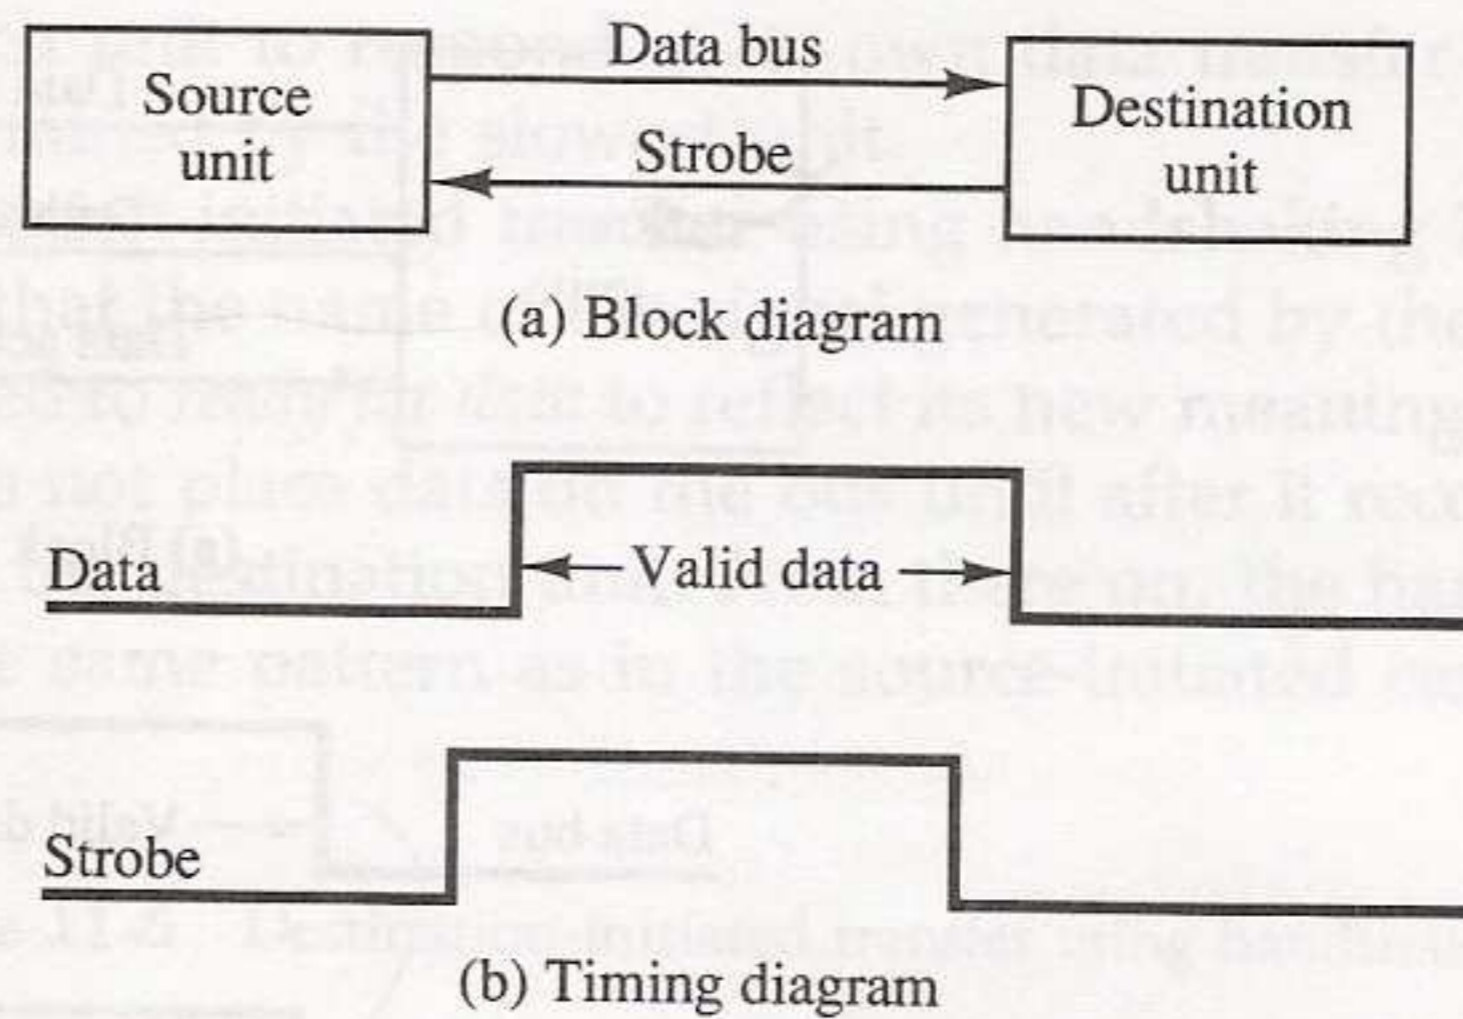 Source
unit
Data bus
Strobe
Destination
unit
(a) Block diagram
Data
Valid data
Strobe
(b) Timing diagram